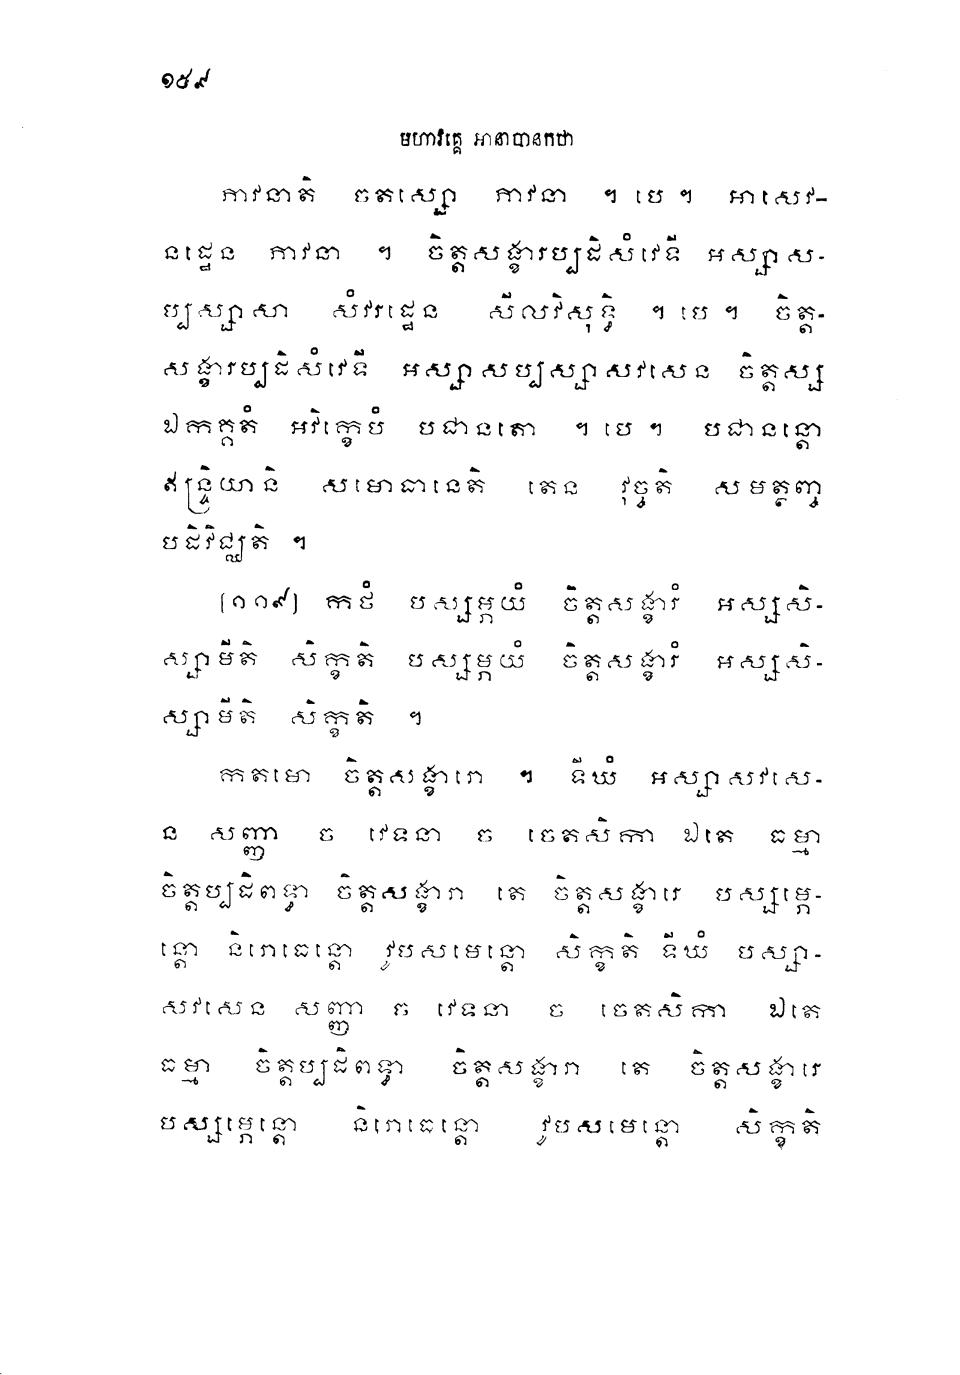 ១៥៩
មហាវគ្គេ អានាបានកថា
ភាវនាតិ ចតស្សោ ភាវនា ។ បេ ។ អាសេវ-
នដ្ឋេន ភាវនា ។ ចិត្តសង្ខារប្បដិសំវេទី អស្សាស-
ប្បស្សាសា សំវរដ្ឋេន សីលវិសុទ្ធិ ។ បេ ។ ចិត្ត-
សង្ខារប្បដិសំវេទី អស្សាសប្បស្សាសវសេន ចិត្តស្ស
ឯកគ្គតំ អវិក្ខេបំ បជានតោ ។ បេ ។ បជានន្តោ
ឥន្ទ្រិយានិ សមោធានេតិ តេន វុច្ចតិ សមត្ថញ្ច
បដិវិជ្ឈតិ ។
(១១៩) កថំ បស្សម្ភយំ ចិត្តសង្ខារំ អស្សសិ-
ស្សាមីតិ សិក្ខតិ បស្សម្ភយំ ចិត្តសង្ខារំ អស្សសិ-
ស្សាមីតិ សិក្ខតិ ។
កតមោ ចិត្តសង្ខារោ ។ ទីឃំ អស្សាសវសេ-
ន សញ្ញា ច វេទនា ច ចេតសិកា ឯតេ ធម្មា
ចិត្តប្បដិពទ្ធា ចិត្តសង្ខារា តេ ចិត្តសង្ខារេ បស្សម្ភេ-
ន្តោ និរោធេន្តោ វូបសមេន្តោ សិក្ខតិ ទីឃំ បស្សា-
សវសេន សញ្ញា ច វេទនា ច ចេតសិកា ឯតេ
ធម្មា ចិត្តប្បដិពទ្ធា ចិត្តសង្ខារា តេ ចិត្តសង្ខារេ
បស្សម្ភេន្តោ និរោធេន្តោ វូបសមេន្តោ សិក្ខតិ